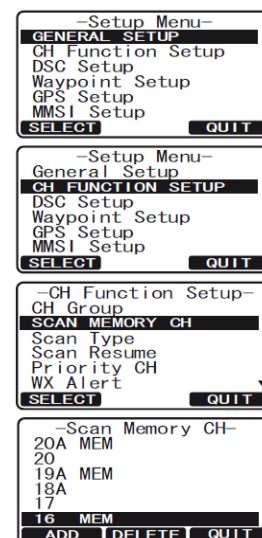 -Setup Menu-
GENERAL SETUP
CH Function Setup
DSC Setup
Waypoint Setup
GPS Setup
MMSI Setup
SELECT QUIT
-Setup Menu-
General Setup
CH FUNCTION SETUP
DSC Setup
Waypoint Setup
GPS Setup
MMSI Setup
SELECT QUIT
-CH Function Setup-
CH Group
SCAN MEMORY CH
Scan Type
Scan Resume
Priority CH
WX Alert
SELECT QUIT
-Scan Memory CH-
20A MEM
20
19A MEM
18A
17
16 MEM
ADD DELETE QUIT